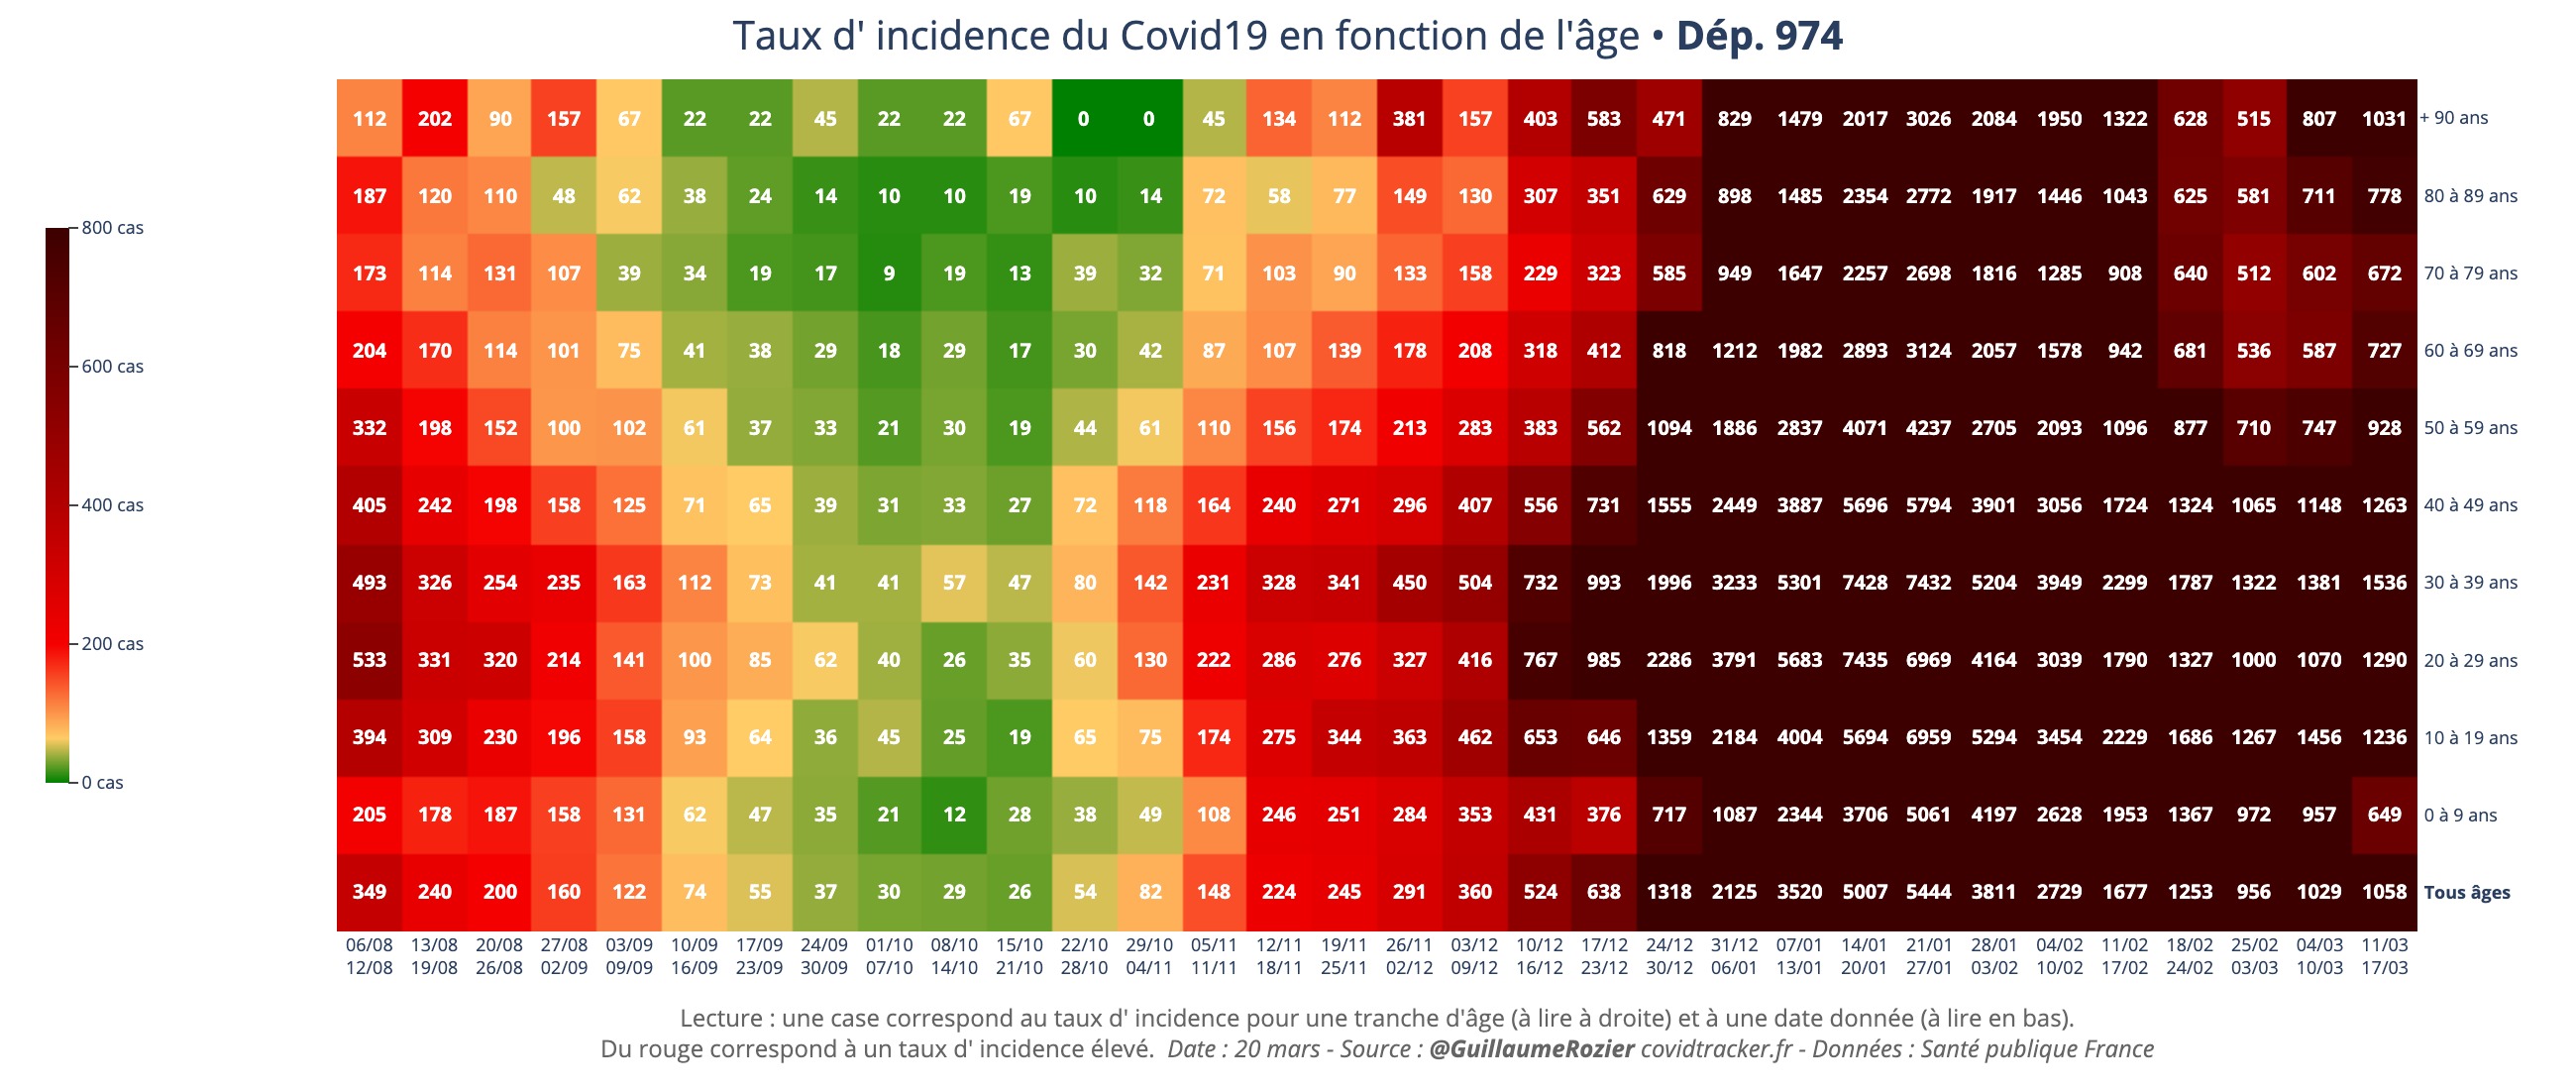 Taux d' incidence du Covid19 en fonction de l'âge • Dép. 974
112 202 90 157 67 22 22 45 22 22 67 0 0 45 134 112 381 157 403 583 471 829 1479 2017 3026 2084 1950 1322 628 515 807 1031 + 90 ans
187 120 110 48 62 38 24 14 10 10 19 10 14 72 58 77 149 130 307 351 629 898 1485 2354 2772 1917 1446 1043 625 581 711 778 80 à 89 ans
800 cas
173 114 131 107 39 34 19 17 9 19 13 39 32 71 103 90 133 158 229 323 585 949 1647 2257 2698 1816 1285 908 640 512 602 672 70 à 79 ans
204 170 114 101 75 41 38 29 18 29 17 30 42 87 107 139 178 208 318 412 818 1212 1982 2893 3124 2057 1578 942 681 536 587 727 60 à 69 ans
600 cas
332 198 152 100 102 61 37 33 21 30 19 44 61 110 156 174 213 283 383 562 1094 1886 2837 4071 4237 2705 2093 1096 877 710 747 928 50 à 59 ans
400 cas
405 242 198 158 125 71 65 39 31 33 27 72 118 164 240 271 296 407 556 731 1555 2449 3887 5696 5794 3901 3056 1724 1324 1065 1148 1263 40 à 49 ans
493 326 254 235 163 112 73 41 41 57 47 80 142 231 328 341 450 504 732 993 1996 3233 5301 7428 7432 5204 3949 2299 1787 1322 1381 1536 30 à 39 ans
200 cas
533 331 320 214 141 100 85 62 40 26 35 60 130 222 286 276 327 416 767 985 2286 3791 5683 7435 6969 4164 3039 1790 1327 1000 1070 1290 20 à 29 ans
394 309 230 196 158 93 64 36 45 25 19 65 75 174 275 344 363 462 653 646 1359 2184 4004 5694 6959 5294 3454 2229 1686 1267 1456 1236 10 à 19 ans
0 cas
205 178 187 158 131 62 47 35 21 12 28 38 49 108 246 251 284 353 431 376 717 1087 2344 3706 5061 4197 2628 1953 1367 972 957 649 0 à 9 ans
349 240 200 160 122 74 55 37 30 29 26 54 82 148 224 245 291 360 524 638 1318 2125 3520 5007 5444 3811 2729 1677 1253 956 1029 1058 Tous âges
06/08 13/08 20/08 27/08 03/09 10/09 17/09 24/09 01/10 08/10 15/10 22/10 29/10 05/11 12/11 19/11 26/11 03/12 10/12 17/12 24/12 31/12 07/01 14/01 21/01 28/01 04/02 11/02 18/02 25/02 04/03 11/03
12/08 19/08 26/08 02/09 09/09 16/09 23/09 30/09 07/10 14/10 21/10 28/10 04/11 11/11 18/11 25/11 02/12 09/12 16/12 23/12 30/12 06/01 13/01 20/01 27/01 03/02 10/02 17/02 24/02 03/03 10/03 17/03
Lecture : une case correspond au taux d' incidence pour une tranche d'âge (à lire à droite) et à une date donnée (à lire en bas).
Du rouge correspond à un taux d' incidence élevé. Date : 20 mars - Source : @GuillaumeRozier covidtracker.fr - Données : Santé publique France